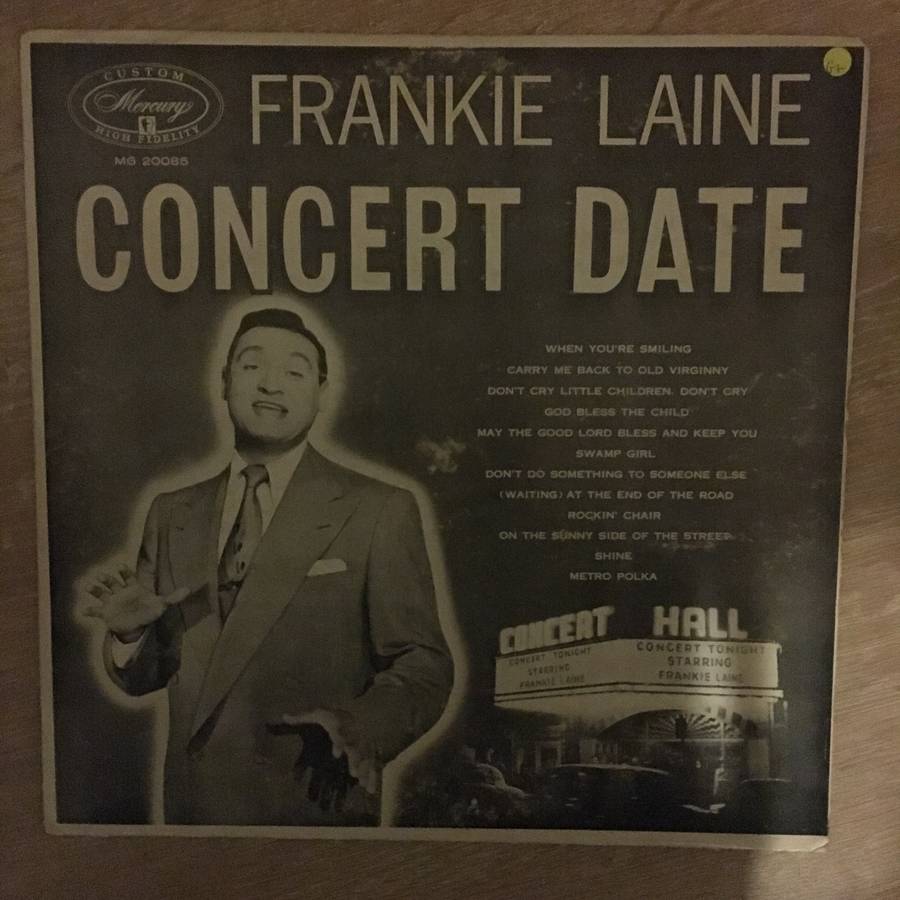 CUSTOM
Mercury
HIGH FIDELITY
MG 20085
FRANKIE LAINE
G+
CONCERT DATE
WHEN YOU'RE SMILING
CARRY ME BACK TO OLD VIRGINNY
DON'T CRY LITTLE CHILDREN, DON'T CRY
GOD BLESS THE CHILD
MAY THE GOOD LORD BLESS AND KEEP YOU
SWAMP GIRL
DON'T DO SOMETHING TO SOMEONE ELSE
(WAITING) AT THE END OF THE ROAD
ROCKIN' CHAIR
ON THE SUNNY SIDE OF THE STREET
SHINE
METRO POLKA
CONCERT HALL
CONCERT TONIGHT
STARRING
FRANKIE LAINE
CONCERT TONIGHT
STARRING
FRANKIE LAINE